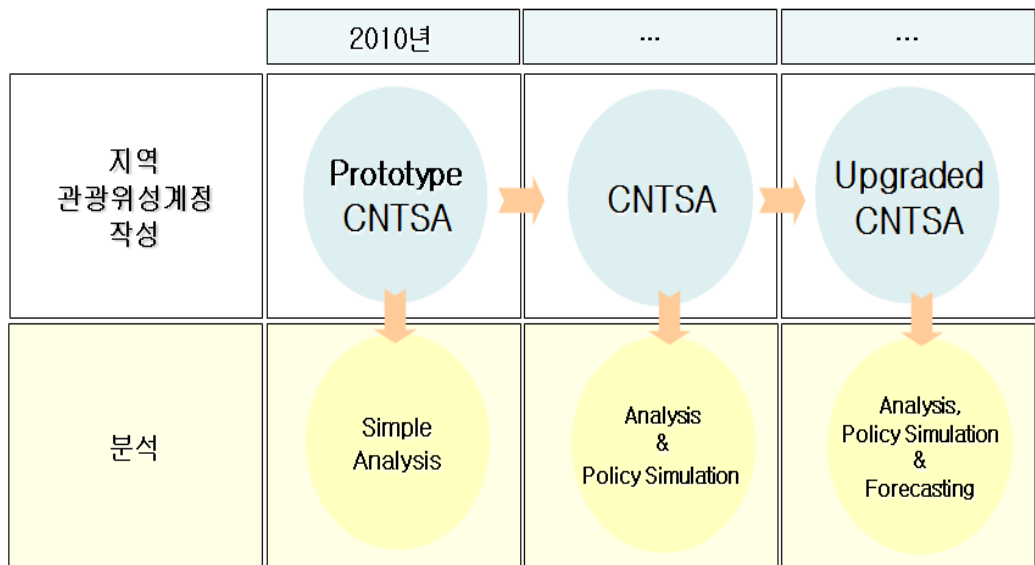 2010년
...
...
지역
관광위성계정
작성
Prototype
CNTSA
CNTSA
Upgraded
CNTSA
분석
Simple
Analysis
Analysis
&
Policy Simulation
Analysis,
Policy Simulation
&
Forecasting